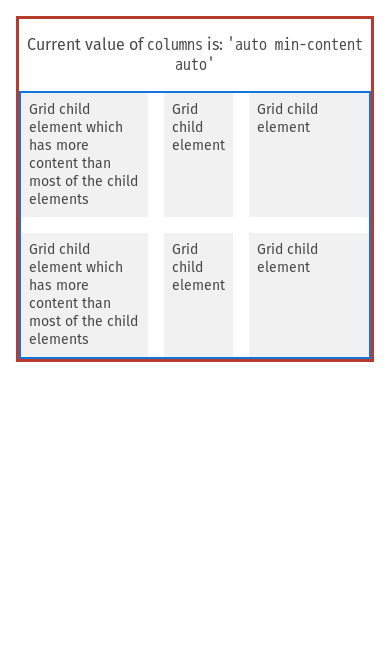 Current value of columns is: 'auto min-content
auto'
Grid child
element which
has more
content than
most of the child
elements
Grid
child
element
Grid child
element
Grid child
element which
has more
content than
most of the child
elements
Grid
child
element
Grid child
element